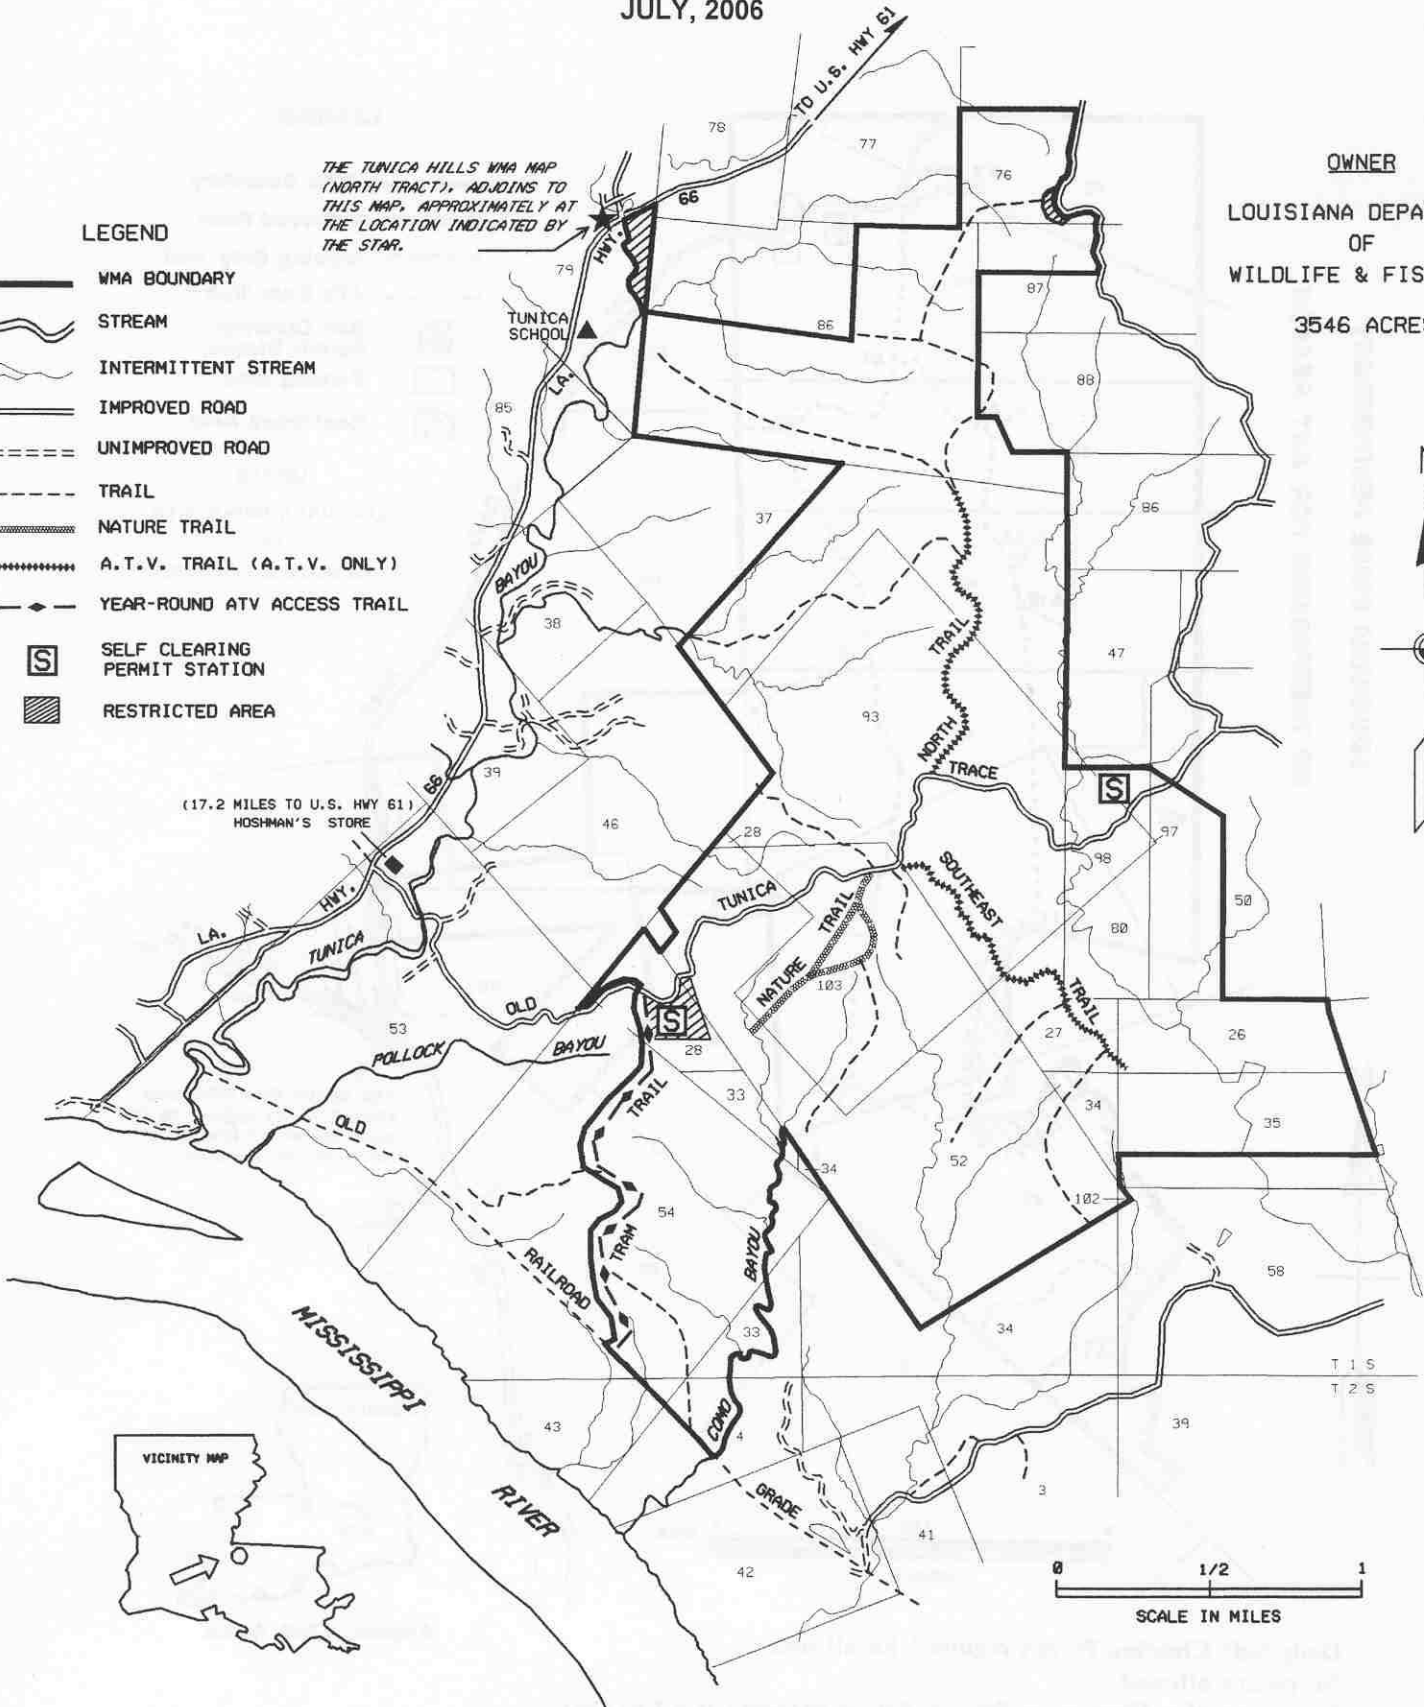 JULY, 2006
TO U.S. HWY 61
THE TUNICA HILLS WMA MAP
(NORTH TRACT), ADJOINS TO
THIS MAP, APPROXIMATELY AT
THE LOCATION INDICATED BY
THE STAR.
OWNER
LOUISIANA DEPA
OF
WILDLIFE & FIS
3546 ACRES
LEGEND
WMA BOUNDARY
STREAM
INTERMITTENT STREAM
IMPROVED ROAD
UNIMPROVED ROAD
TRAIL
NATURE TRAIL
A.T.V. TRAIL (A.T.V. ONLY)
YEAR-ROUND ATV ACCESS TRAIL
S
SELF CLEARING
PERMIT STATION
RESTRICTED AREA
78
77
76
66
HWY.
79
TUNICA
SCHOOL
LA.
86
87
88
85
37
86
BAYOU
38
NORTH TRAIL
47
93
39
66
TRACE
S
(17.2 MILES TO U.S. HWY 61)
HOSHMAN'S STORE
46
28
97
98
HWY.
LA.
TUNICA
TUNICA
SOUTHEAST
TRAIL
50
80
NATURE TRAIL
103
OLD
S
53
POLLOCK
BAYOU
28
27
26
TRAIL
33
34
35
OLD
34
52
102
54
TRAM
RAILROAD
BAYOU
58
33
34
MISSISSIPPI
T 1 S
T 2 S
COMO
4
43
39
VICINITY MAP
GRADE
3
RIVER
41
42
0 1/2 1
SCALE IN MILES